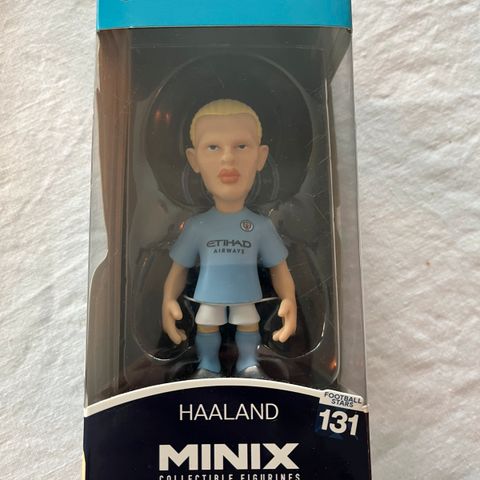 ETIHAD
AIRWAYS
HAALAND
FOOTBALL
STARS
131
MINIX
COLLECTIBLE FIGURINES